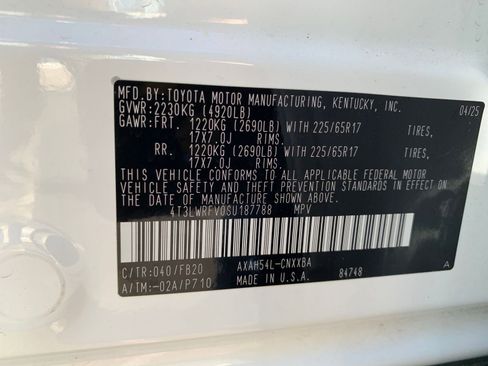 MFD.BY:TOYOTA MOTOR MANUFACTURING, KENTUCKY, INC.
GVWR:2230KG (4920LB) 04/25
GAWR:FRT. 1220KG (2690LB) WITH 225/65R17 TIRES,
17X7.0J RIMS.
RR. 1220KG (2690LB) WITH 225/65R17 TIRES,
17X7.0J RIMS.
THIS VEHICLE CONFORMS TO ALL APPLICABLE FEDERAL MOTOR
VEHICLE SAFETY AND THEFT PREVENTION STANDARDS IN EFFECT ON
THE DATE OF MANUFACTURE SHOWN ABOVE.
4T3LWRFV0SU187788 MPV
C/TR:040/FB20 AXAH54L-CNXXBA A
A/TM:-02A/P710 MADE IN U.S.A. 84748